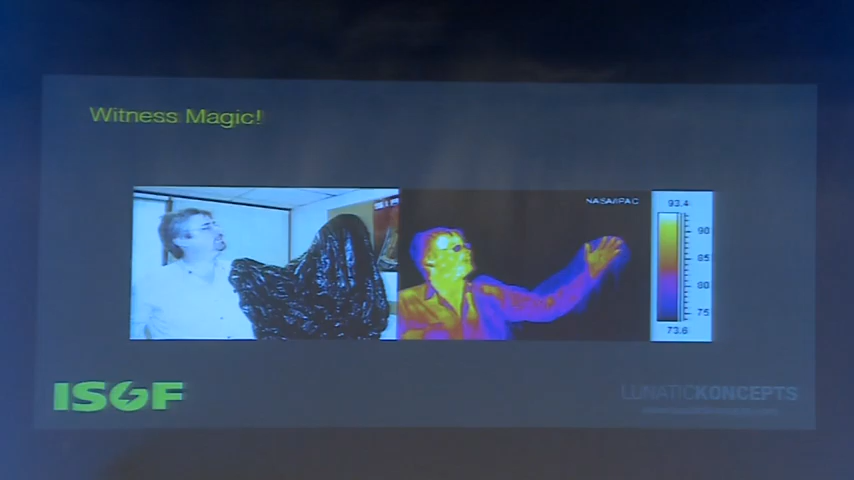 Witness Magic!
NASA/IPAC
93.4
90
85
80
75
73.6
ISGF
LUNATICKONCEPTS